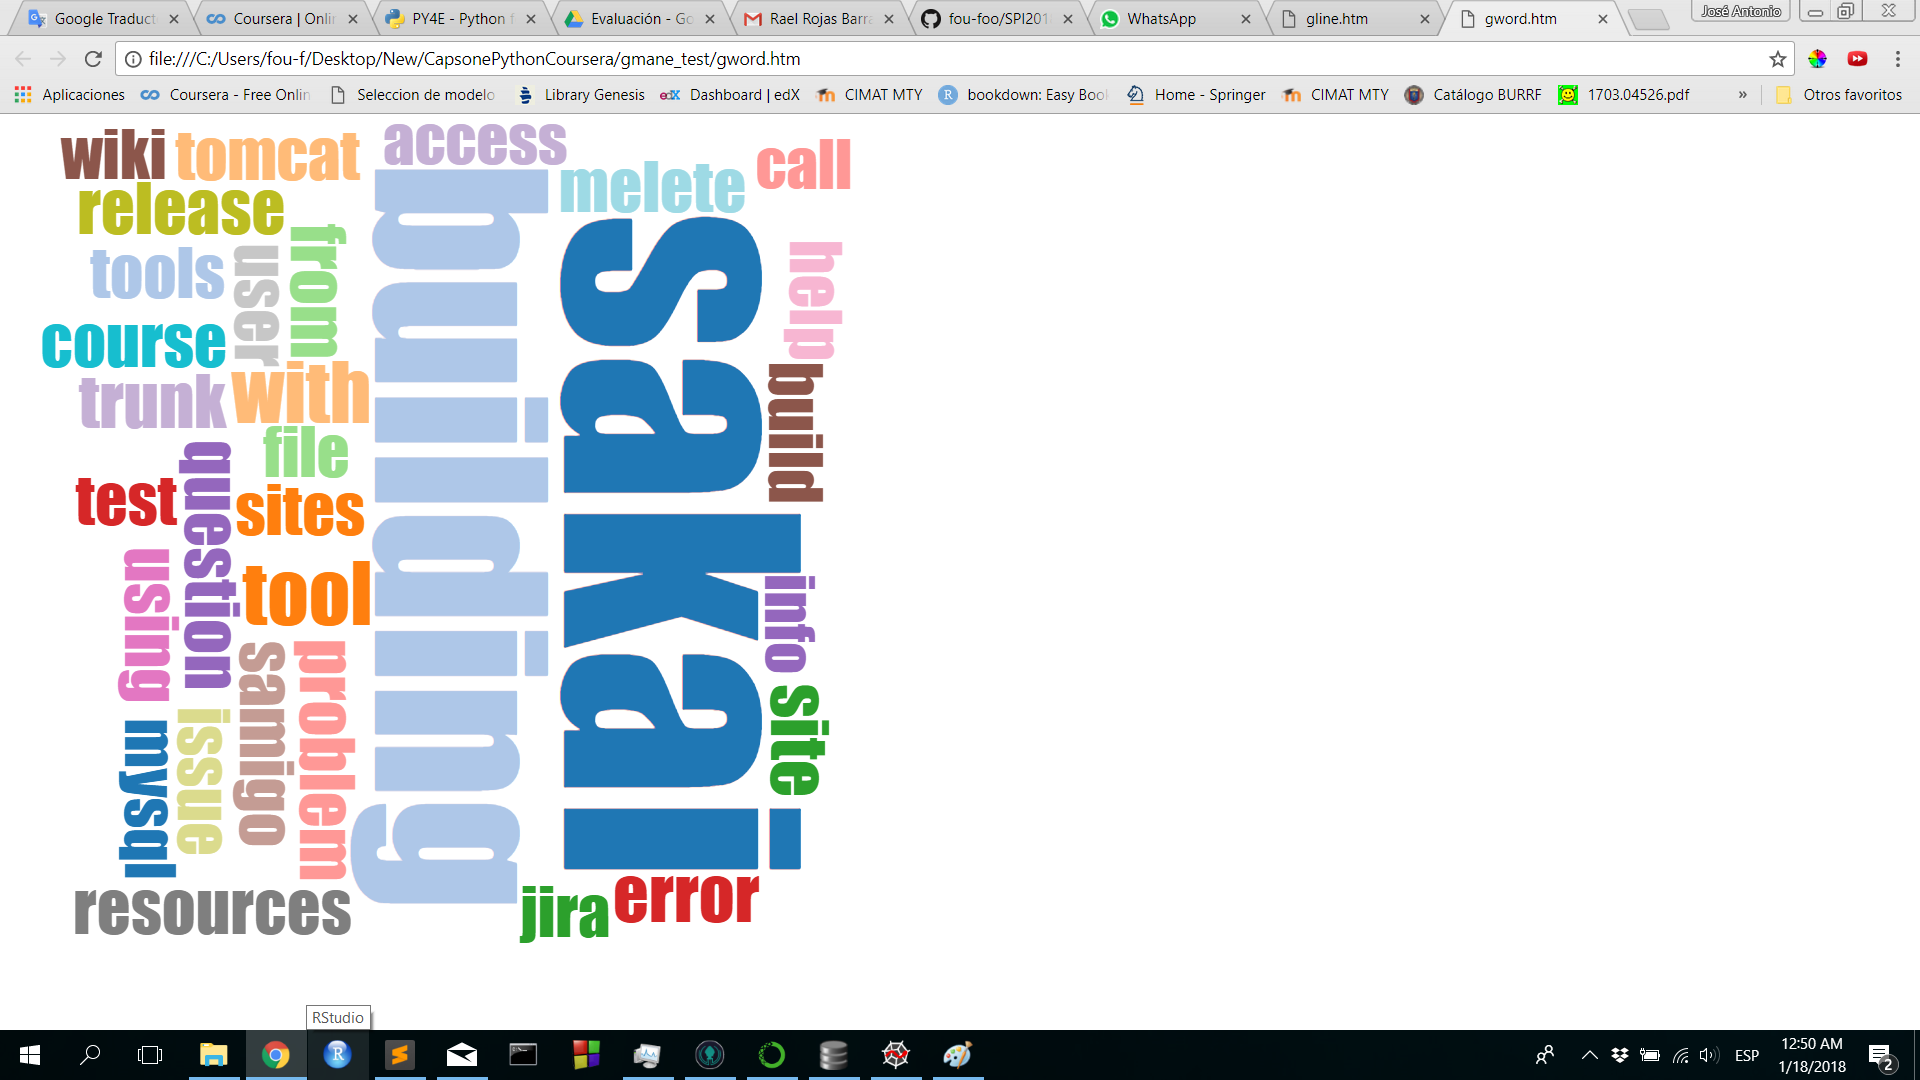 Google Traduct
Coursera | Onlin
PY4E - Python f
Evaluación - Go
Rael Rojas Barra
fou-foo/SPI201
WhatsApp
gline.htm
gword.htm
José Antonio
file:///C:/Users/fou-f/Desktop/New/CapsonePythonCoursera/gmane_test/gword.htm
Aplicaciones
Coursera - Free Onlin
Seleccion de modelo
Library Genesis
Dashboard | edX
CIMAT MTY
bookdown: Easy Boo
Home - Springer
CIMAT MTY
Catálogo BURRF
1703.04526.pdf
»
Otros favoritos
wiki
tomcat
access
call
melete
release
from
user
tools
help
course
trunk
with
building
sakai
build
file
question
test
sites
using
tool
info
samigo
problem
site
issue
mysql
resources
jira
error
RStudio
ESP
12:50 AM
1/18/2018
2